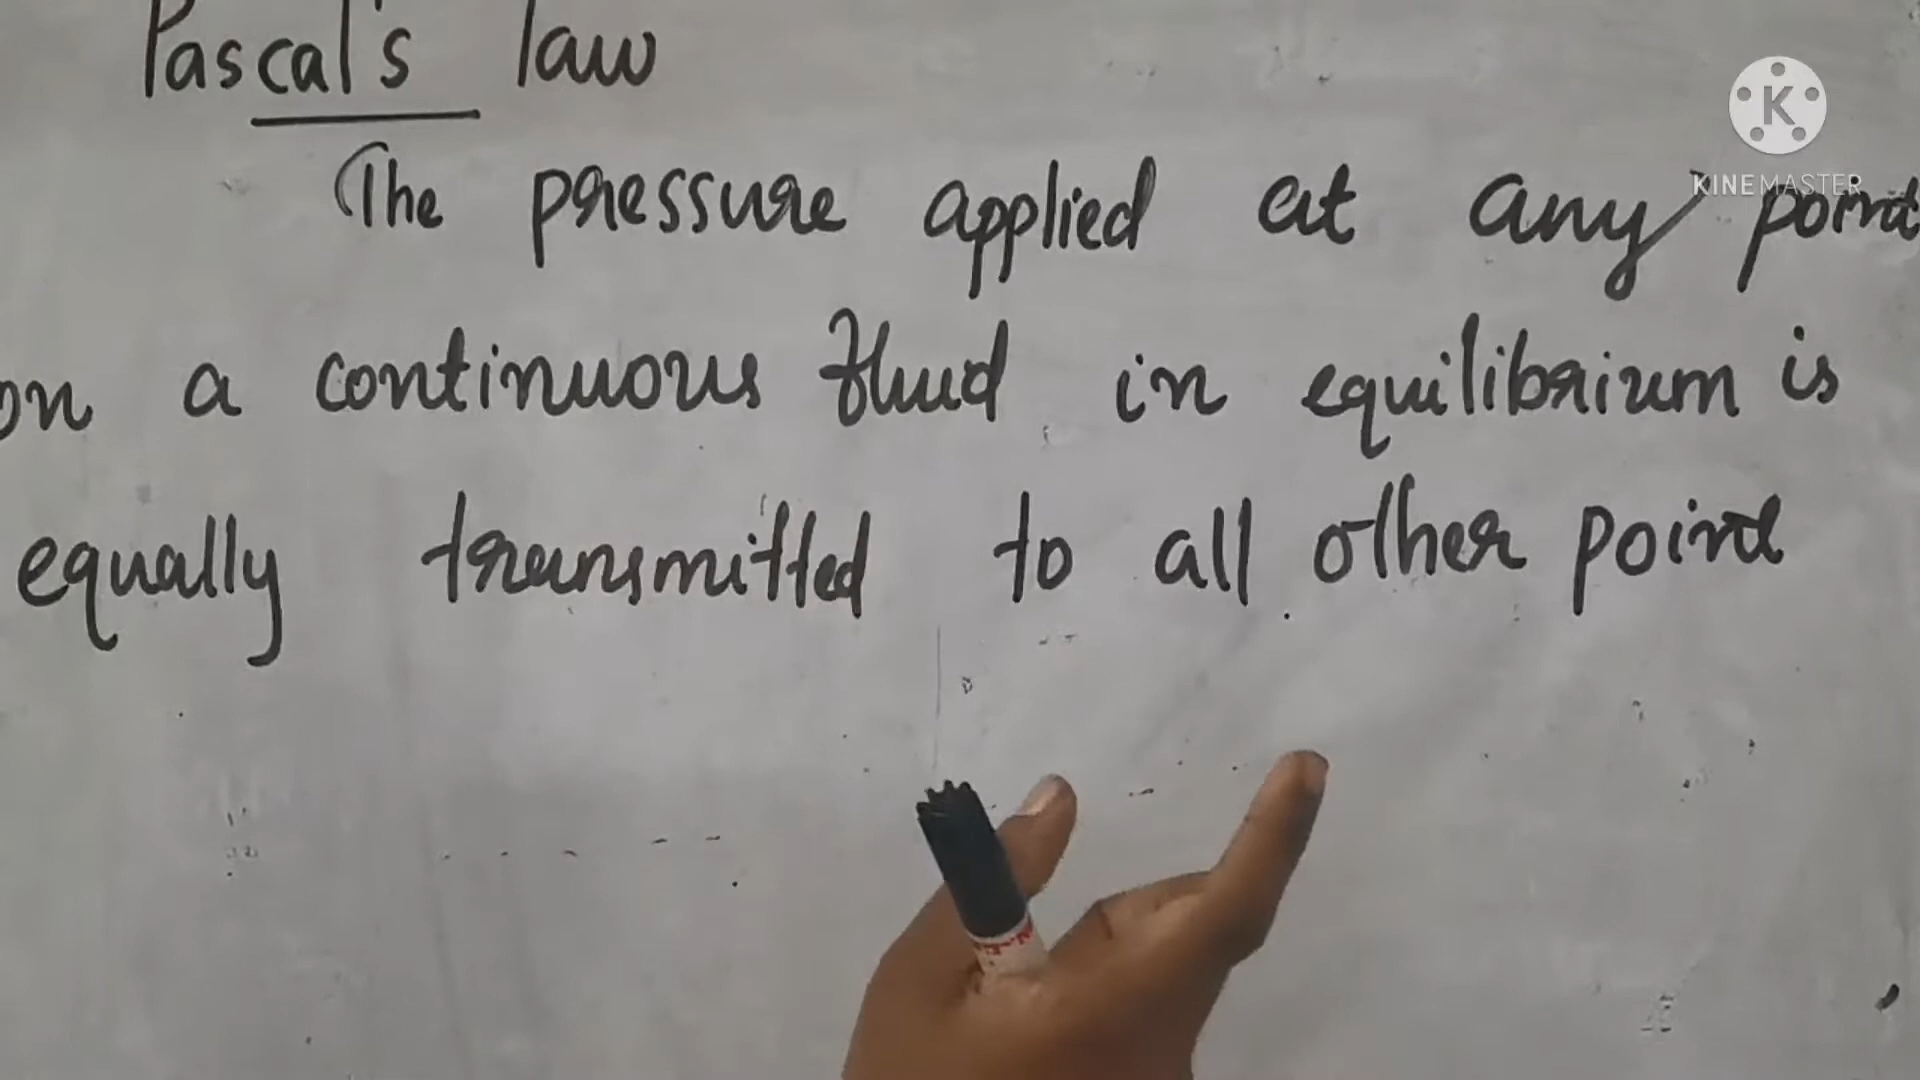 Pascal's law
K
KINEMASTER
The pressure applied at any point
on a continuous fluid in equilibrium is
equally transmitted to all other point